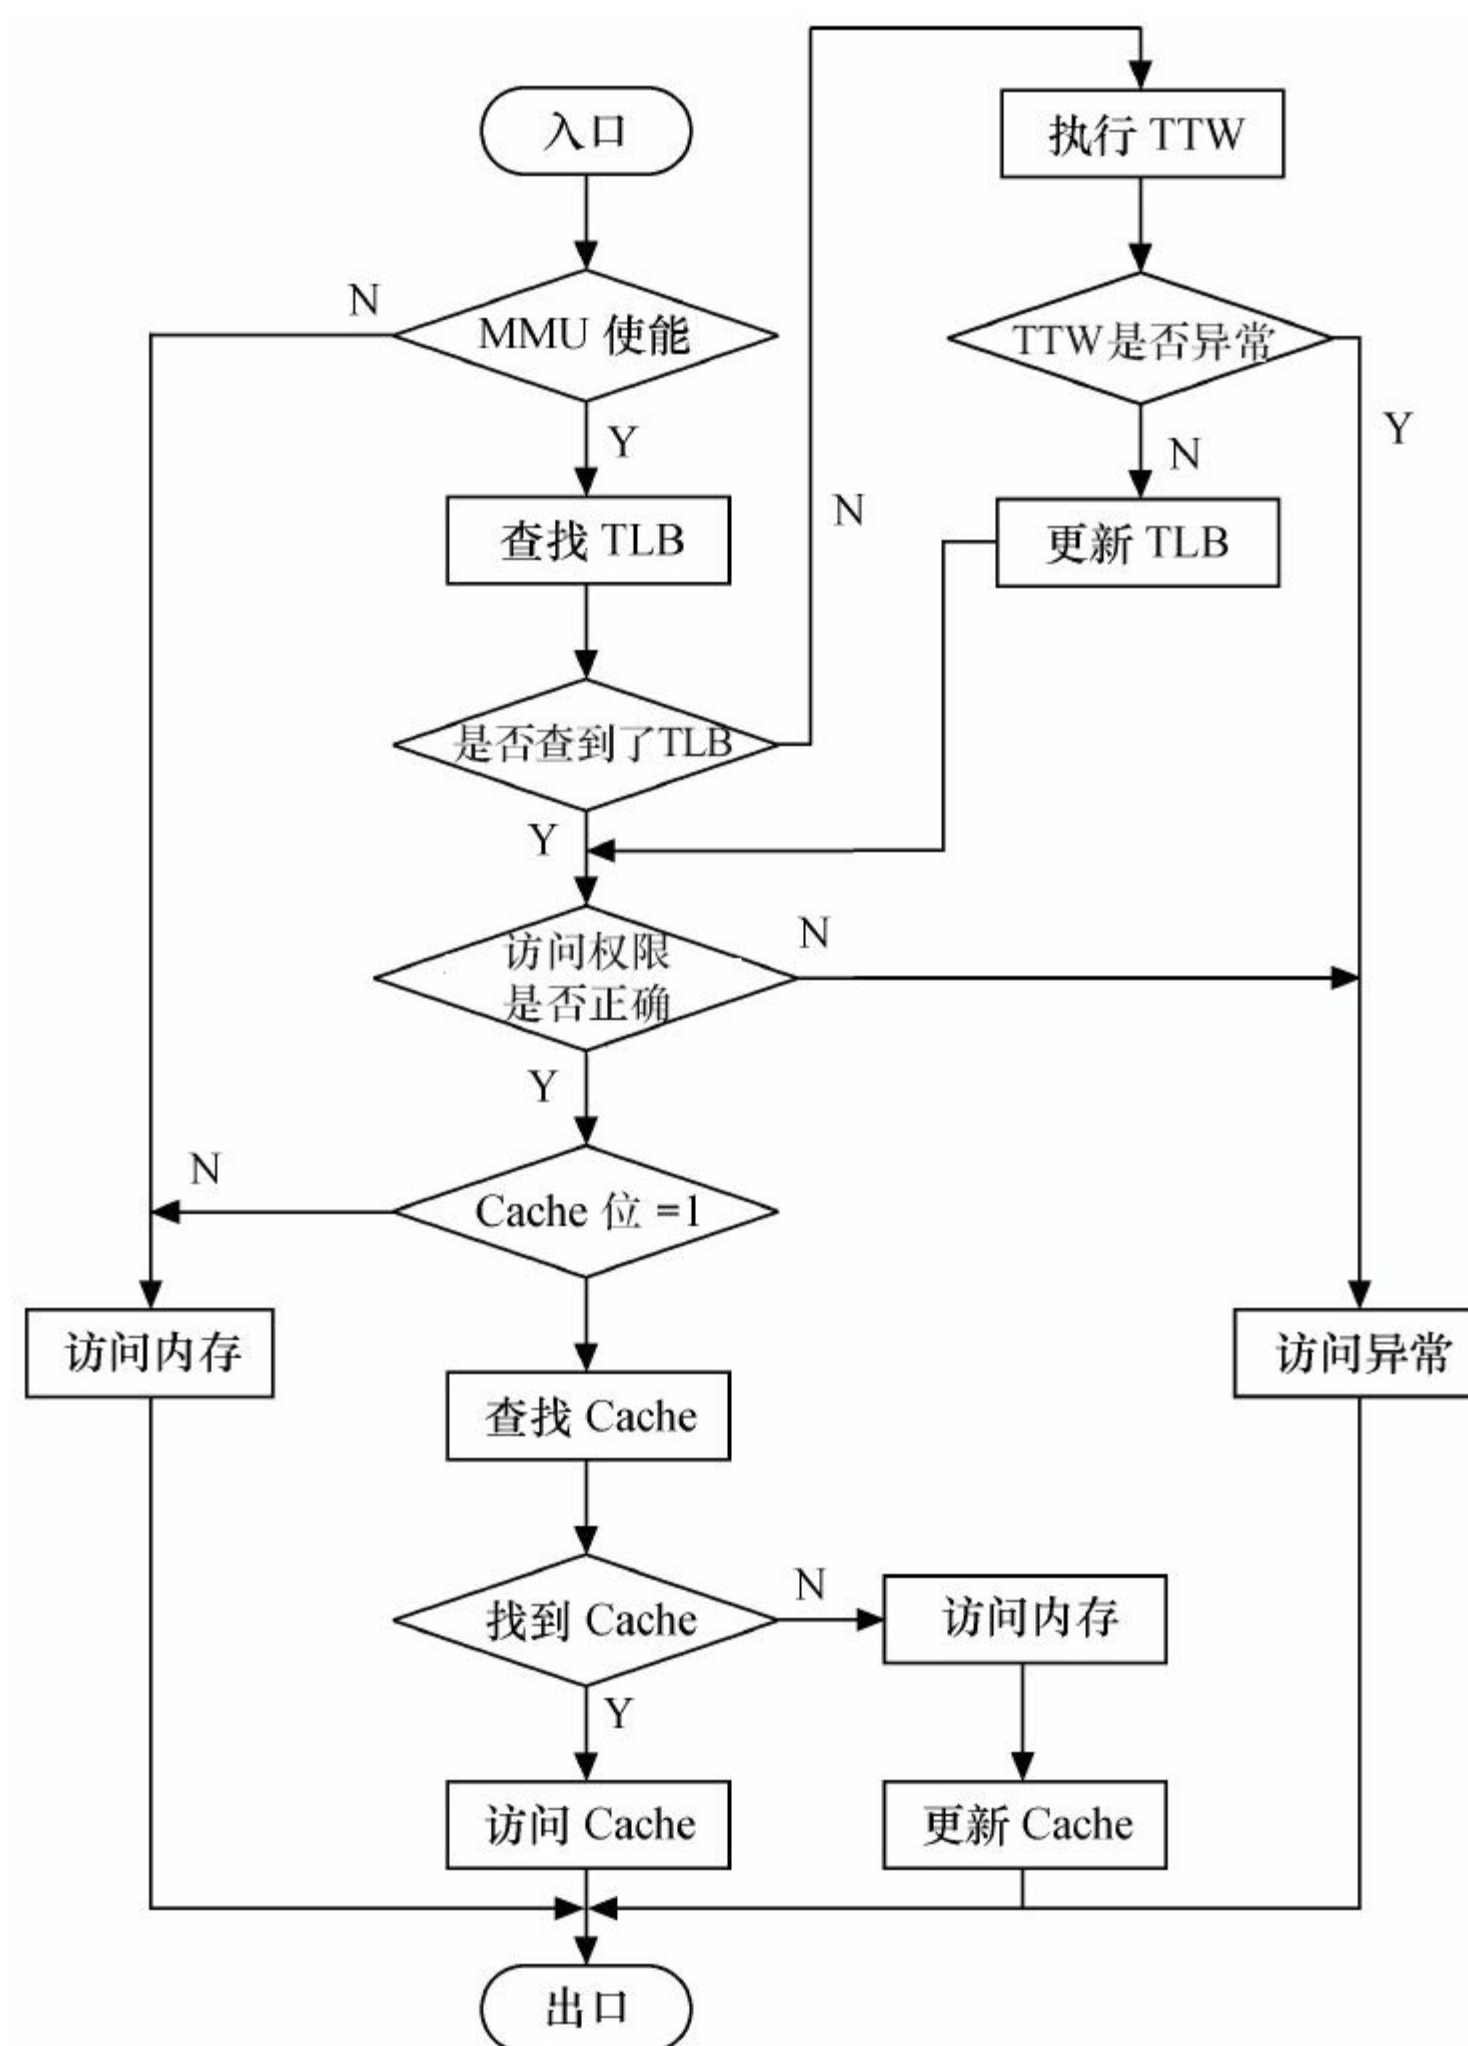 入口
执行 TTW
N
MMU 使能
TTW是否异常
Y
Y
N
N
查找 TLB
更新 TLB
是否查到了TLB
Y
N
访问权限
是否正确
Y
N
Cache 位 =1
访问内存
访问异常
查找 Cache
N
找到 Cache
访问内存
Y
访问 Cache
更新 Cache
出口